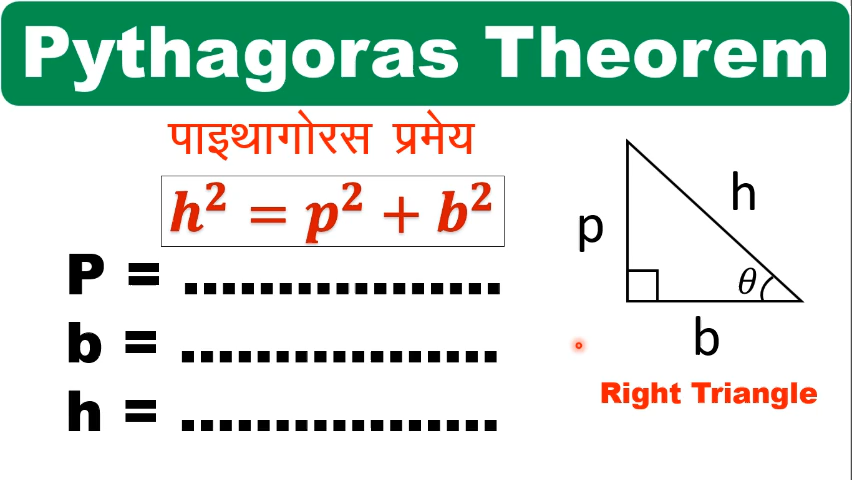 Pythagoras Theorem
पाइथागोरस प्रमेय
h² = p² + b²
P = .................
b = .................
h = .................
p
h
θ
b
Right Triangle